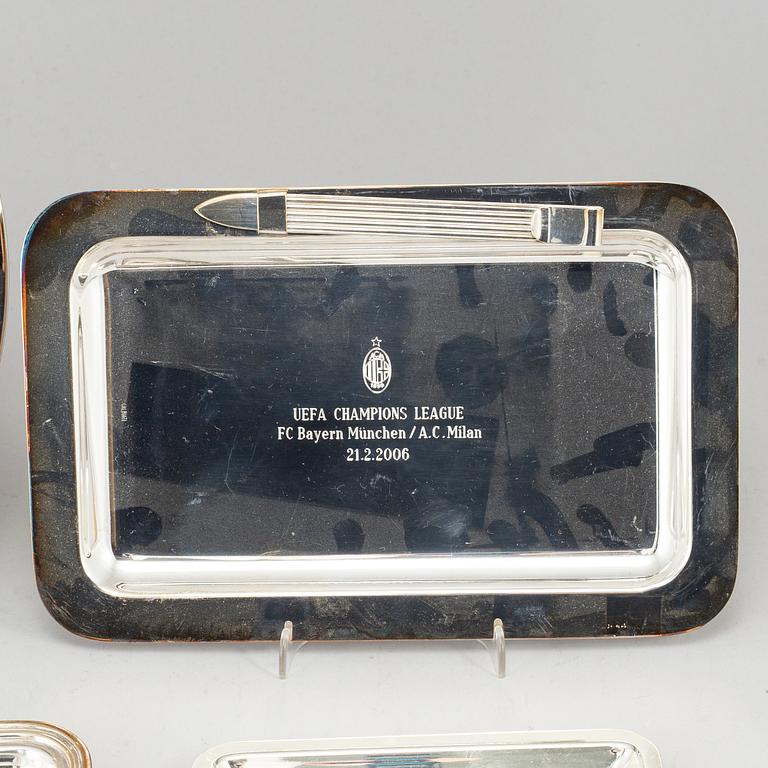 UEFA CHAMPIONS LEAGUE
FC Bayern München/A.C.Milan
21.2.2006